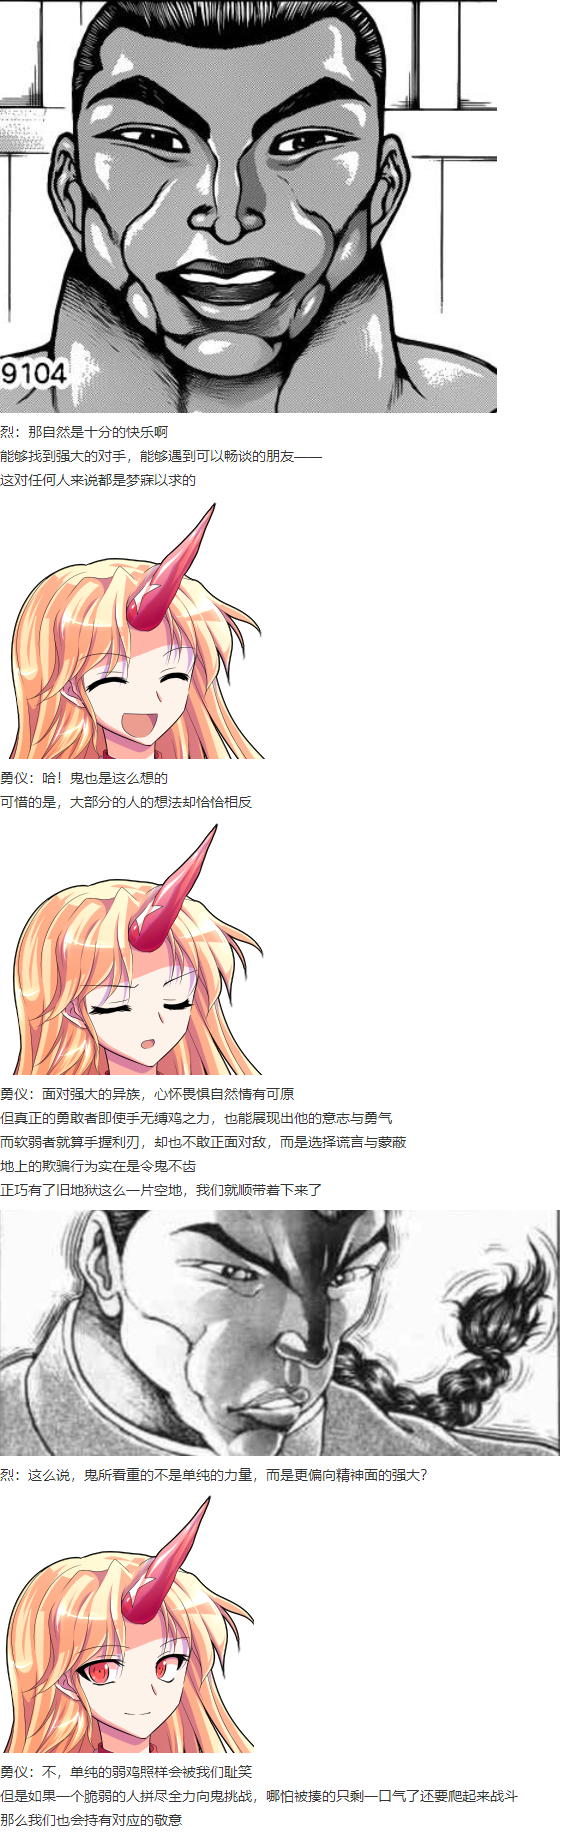 9104
烈：那自然是十分的快乐啊
能够找到强大的对手，能够遇到可以畅谈的朋友——
这对任何人来说都是梦寐以求的
勇仪：哈！鬼也是这么想的
可惜的是，大部分的人的想法却恰恰相反
勇仪：面对强大的异族，心怀畏惧自然情有可原
但真正的勇敢者即使手无缚鸡之力，也能展现出他的意志与勇气
而软弱者就算手握利刃，却也不敢正面对敌，而是选择谎言与蒙蔽
地上的欺骗行为实在是令鬼不齿
正巧有了旧地狱这么一片空地，我们就顺带着下来了
烈：这么说，鬼所看重的不是单纯的力量，而是更偏向精神面的强大？
勇仪：不，单纯的弱鸡照样会被我们耻笑
但是如果一个脆弱的人拼尽全力向鬼挑战，哪怕被揍的只剩一口气了还要爬起来战斗
那么我们也会持有对应的敬意